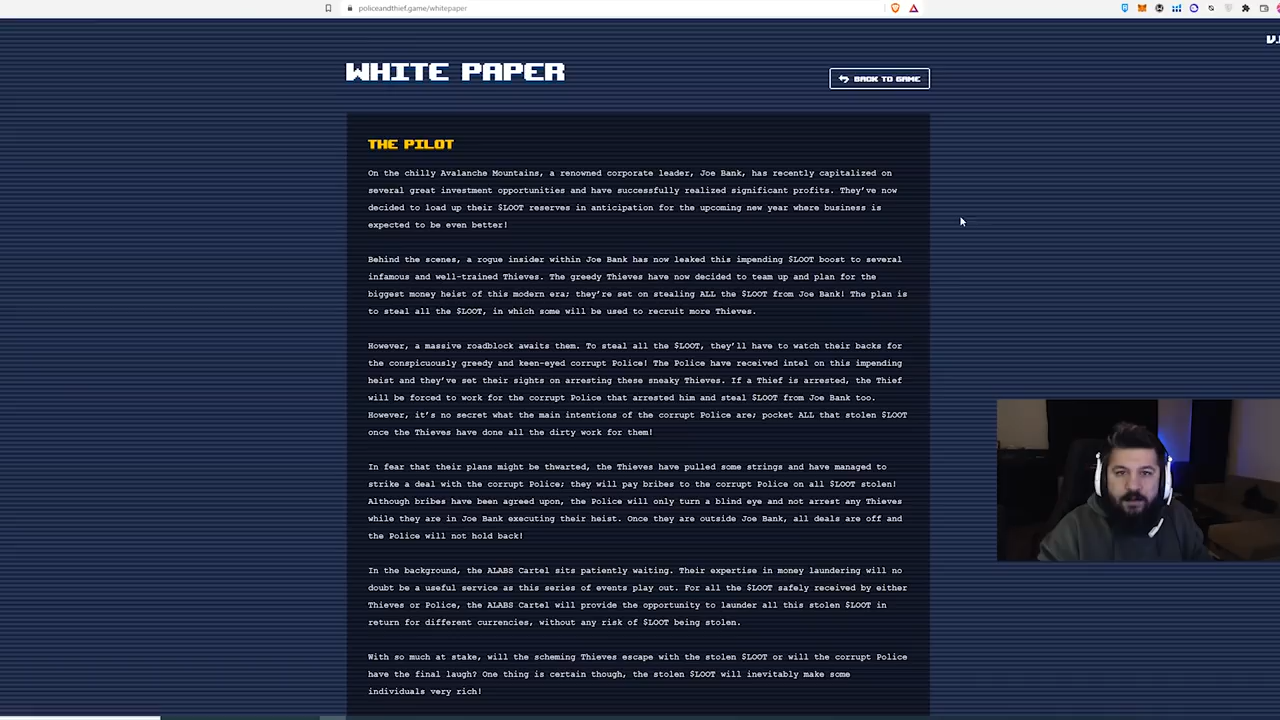 policeandthief.game/whitepaper
WHITE PAPER
BACK TO GAME
THE PILOT
On the chilly Avalanche Mountains, a renowned corporate leader, Joe Bank, has recently capitalized on
several great investment opportunities and have successfully realized significant profits. They've now
decided to load up their $LOOT reserves in anticipation for the upcoming new year where business is
expected to be even better!
Behind the scenes, a rogue insider within Joe Bank has now leaked this impending $LOOT boost to several
infamous and well-trained Thieves. The greedy Thieves have now decided to team up and plan for the
biggest money heist of this modern era; they're set on stealing ALL the $LOOT from Joe Bank! The plan is
to steal all the $LOOT, in which some will be used to recruit more Thieves.
However, a massive roadblock awaits them. To steal all the $LOOT, they'll have to watch their backs for
the conspicuously greedy and keen-eyed corrupt Police! The Police have received intel on this impending
heist and they've set their sights on arresting these sneaky Thieves. If a Thief is arrested, the Thief
will be forced to work for the corrupt Police that arrested him and steal $LOOT from Joe Bank too.
However, it's no secret what the main intentions of the corrupt Police are; pocket ALL that stolen $LOOT
once the Thieves have done all the dirty work for them!
In fear that their plans might be thwarted, the Thieves have pulled some strings and have managed to
strike a deal with the corrupt Police; they will pay bribes to the corrupt Police on all $LOOT stolen!
Although bribes have been agreed upon, the Police will only turn a blind eye and not arrest any Thieves
while they are in Joe Bank executing their heist. Once they are outside Joe Bank, all deals are off and
the Police will not hold back!
In the background, the ALABS Cartel sits patiently waiting. Their expertise in money laundering will no
doubt be a useful service as this series of events play out. For all the $LOOT safely received by either
Thieves or Police, the ALABS Cartel will provide the opportunity to launder all this stolen $LOOT in
return for different currencies, without any risk of $LOOT being stolen.
With so much at stake, will the scheming Thieves escape with the stolen $LOOT or will the corrupt Police
have the final laugh? One thing is certain though, the stolen $LOOT will inevitably make some
individuals very rich!